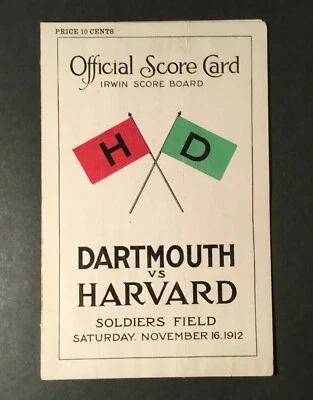 PRICE 10 CENTS
Official Score Card
IRWIN SCORE BOARD
H D
DARTMOUTH
VS
HARVARD
SOLDIERS FIELD
SATURDAY. NOVEMBER 16. 1912